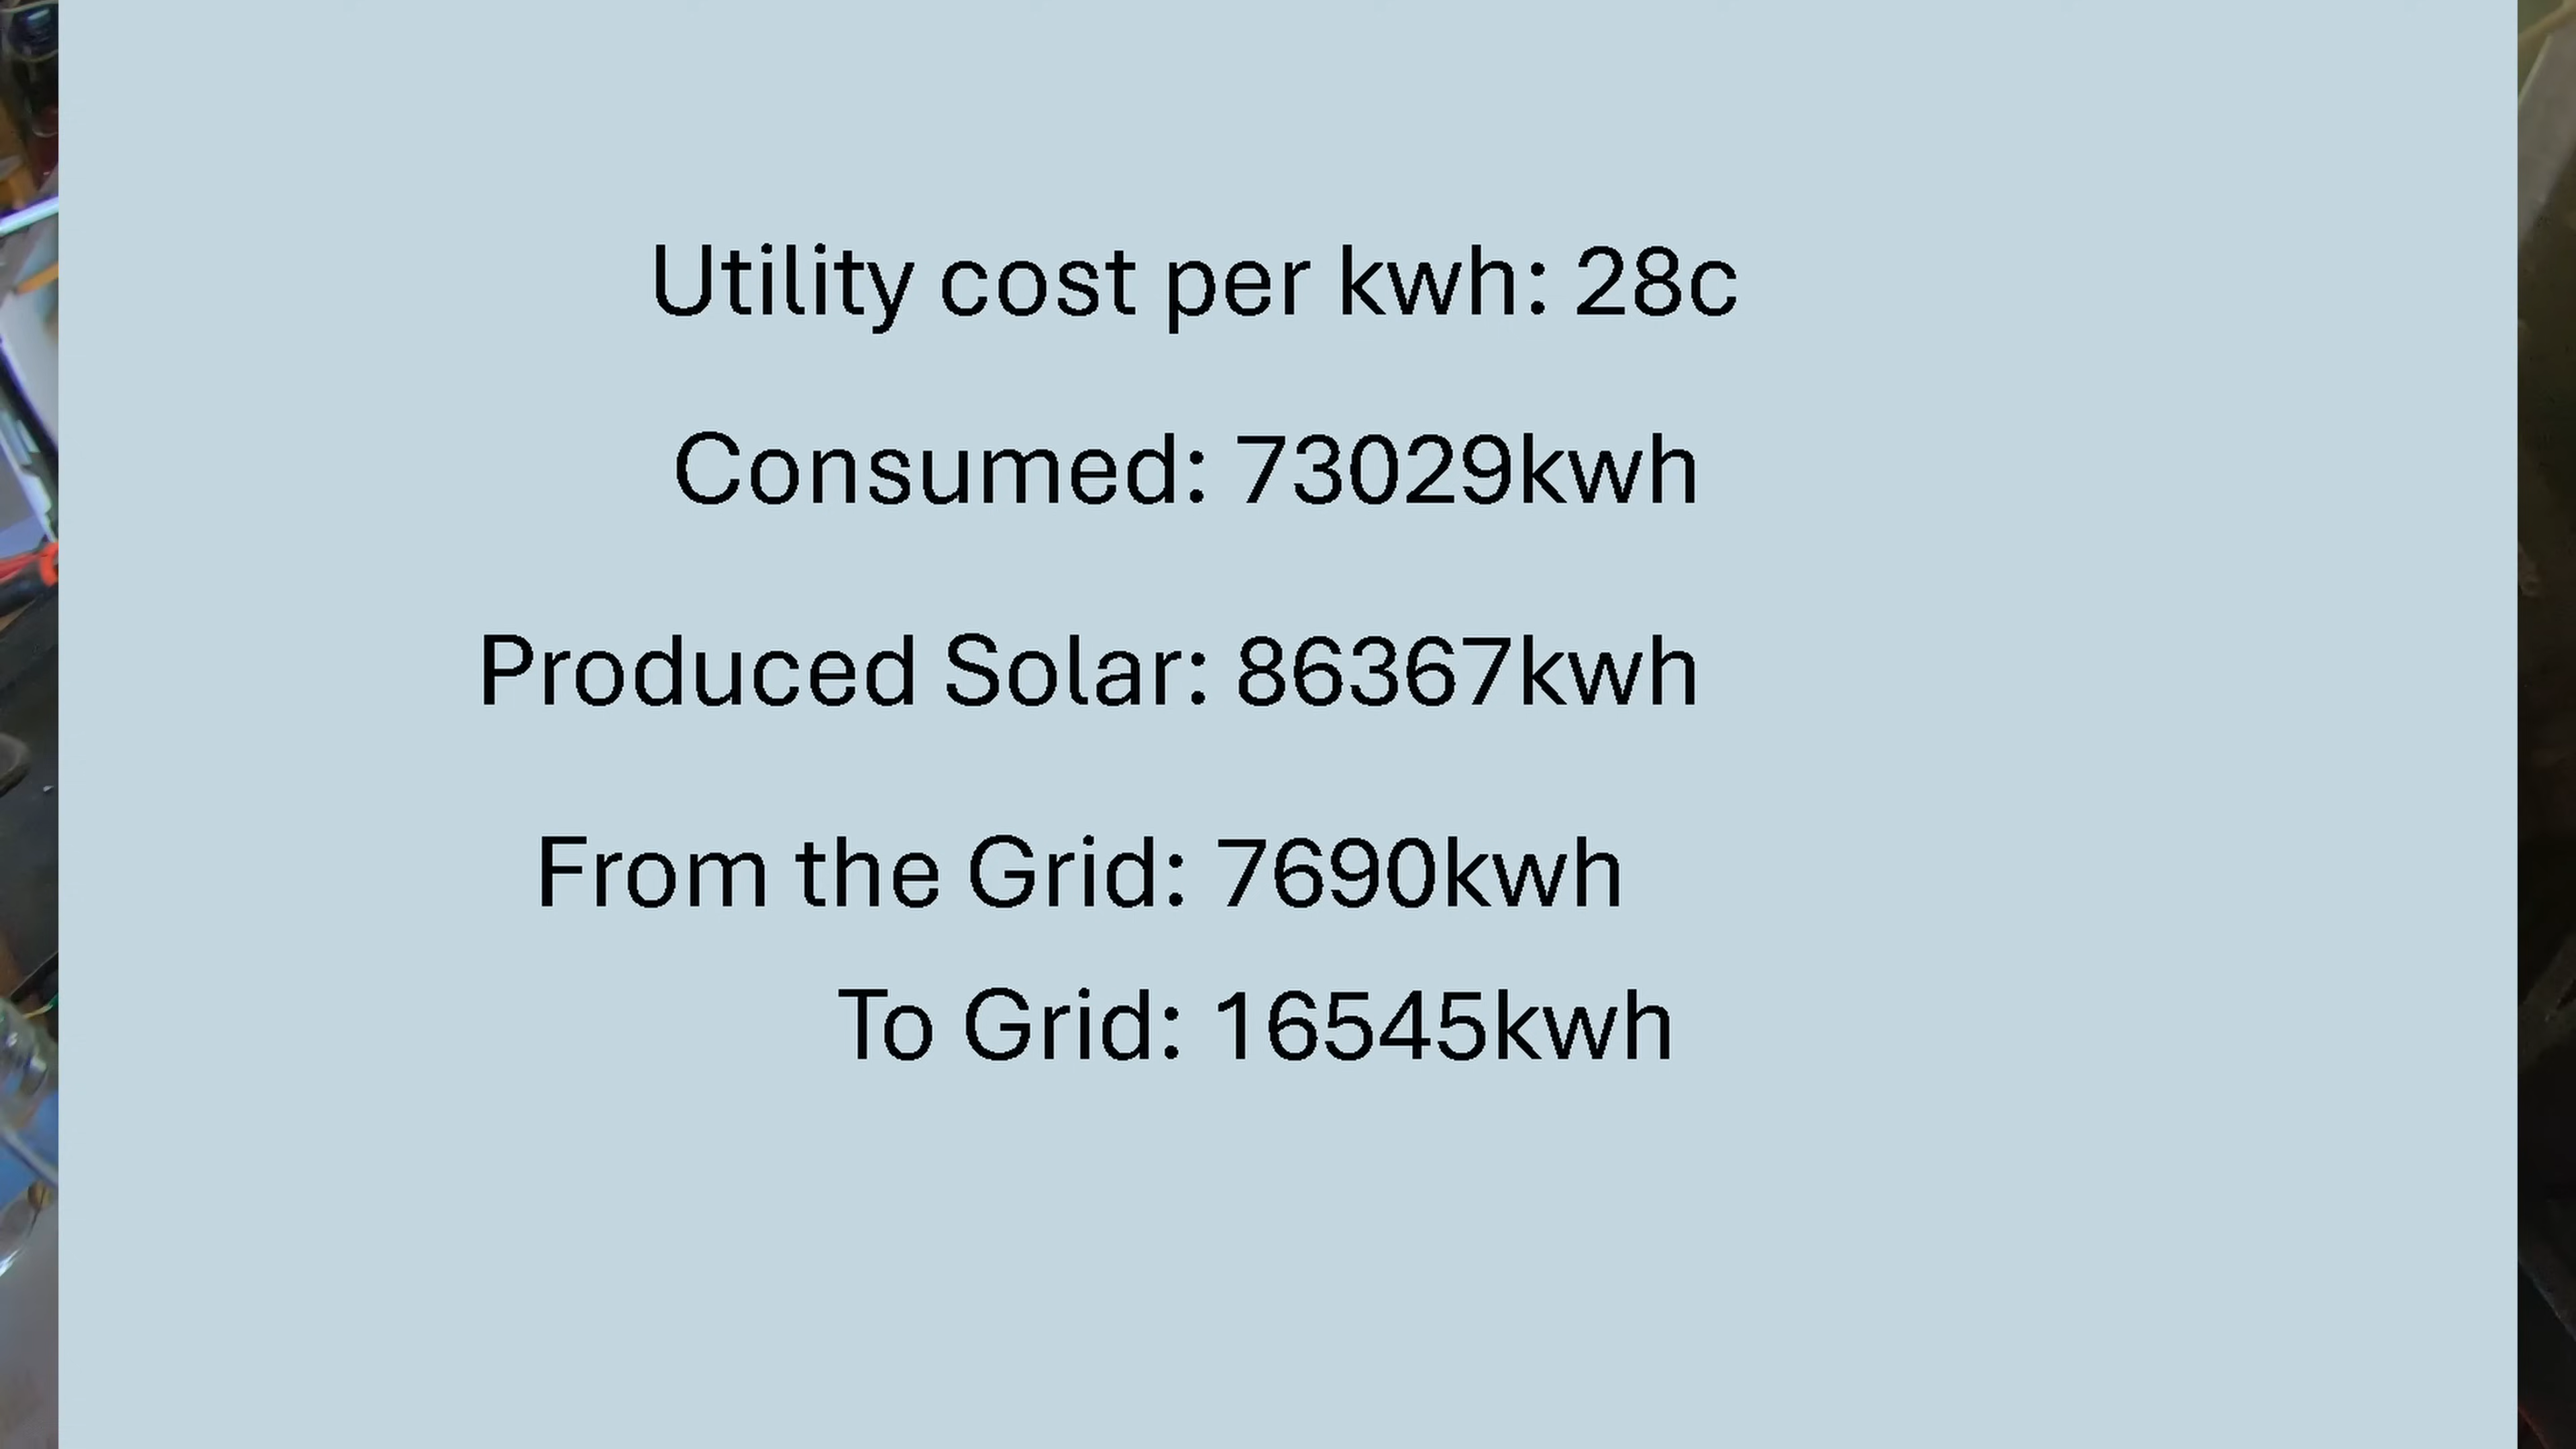 Utility cost per kwh: 28c
Consumed: 73029kwh
Produced Solar: 86367kwh
From the Grid: 7690kwh
To Grid: 16545kwh